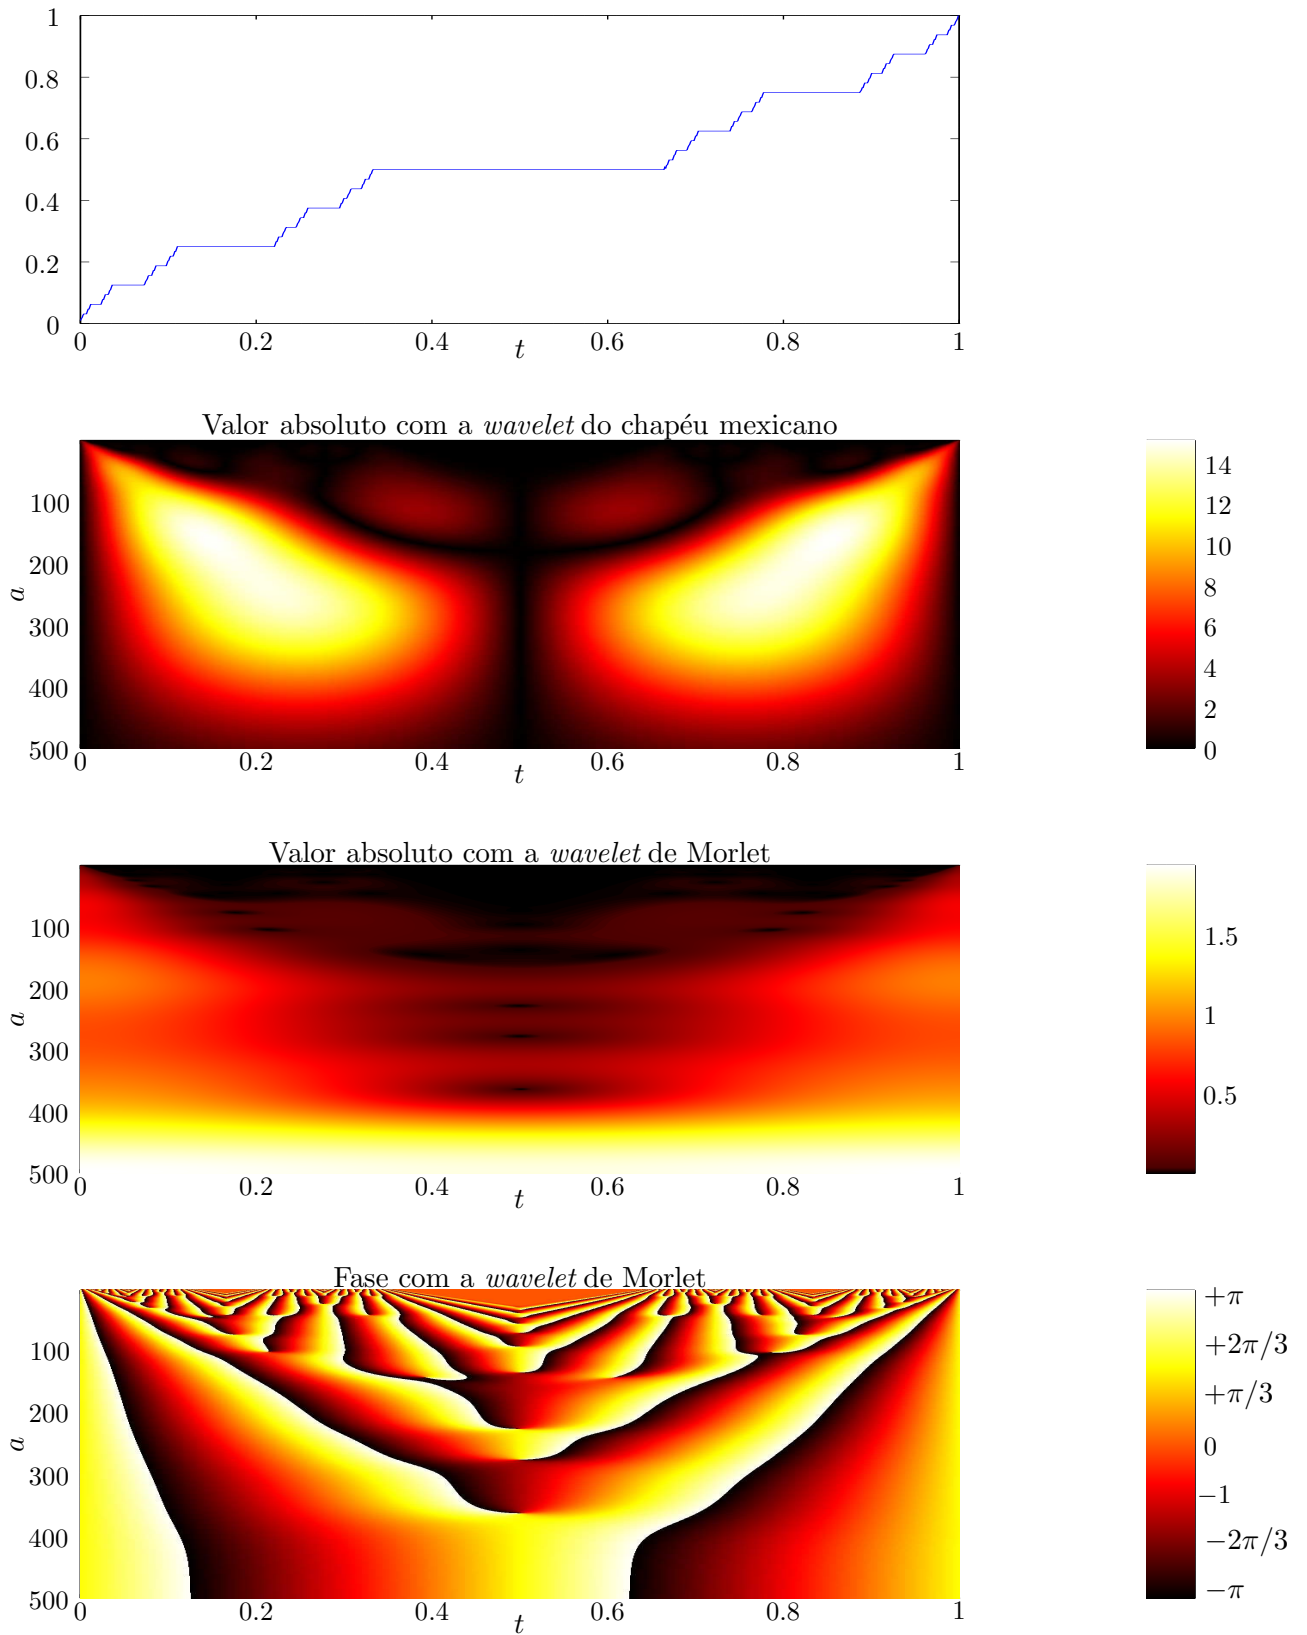 1
0.8
0.6
0.4
0.2
0
0 0.2 0.4 0.6 0.8 1
t
Valor absoluto com a wavelet do chapéu mexicano
100
200
300
400
500
a
0 0.2 0.4 0.6 0.8 1
t
14
12
10
8
6
4
2
0
Valor absoluto com a wavelet de Morlet
100
200
300
400
500
a
0 0.2 0.4 0.6 0.8 1
t
1.5
1
0.5
Fase com a wavelet de Morlet
100
200
300
400
500
a
0 0.2 0.4 0.6 0.8 1
t
+π
+2π/3
+π/3
0
−1
−2π/3
−π